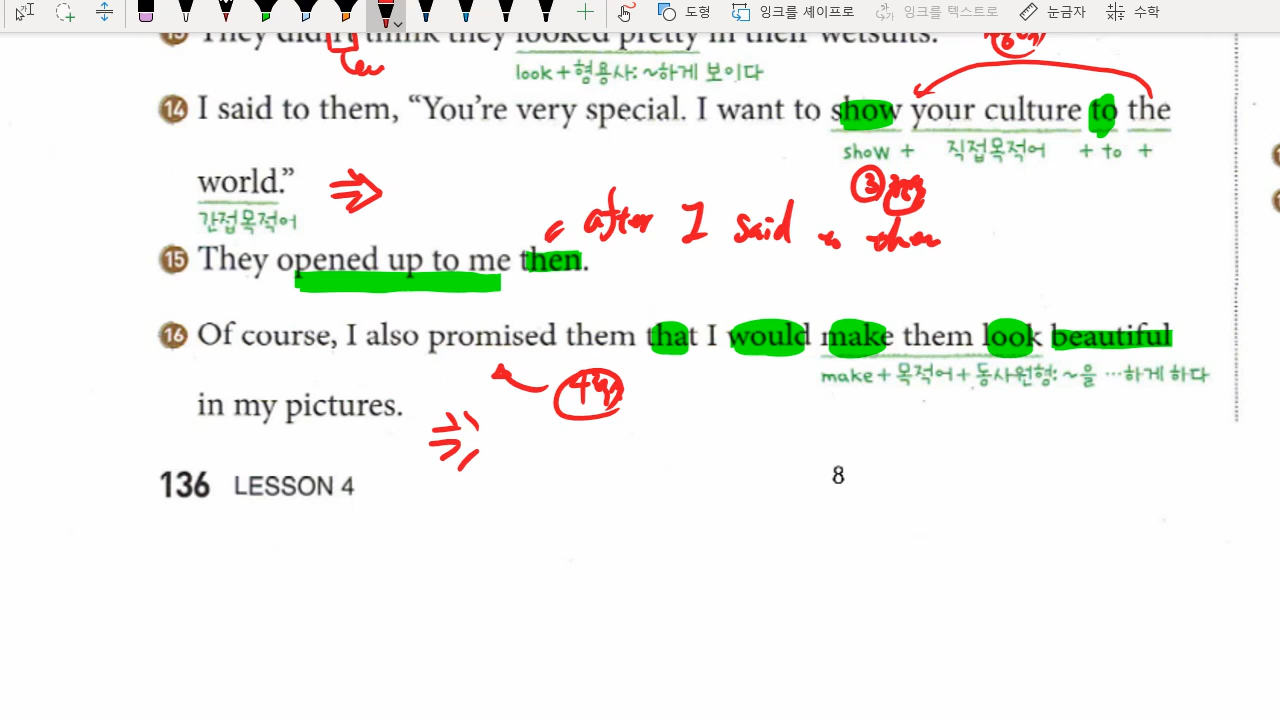 도형 잉크를 셰이프로 잉크를 텍스트로 눈금자 수학
13 They didn't think they looked pretty in their wetsuits.
look+형용사: ~하게 보이다
14 I said to them, “You're very special. I want to show your culture to the
show + 직접목적어 + to +
③
world.”
간접목적어
after I said to them
15 They opened up to me then.
16 Of course, I also promised them that I would make them look beautiful
make+목적어+동사원형: ~을 …하게 하다
in my pictures.
136 LESSON 4
8